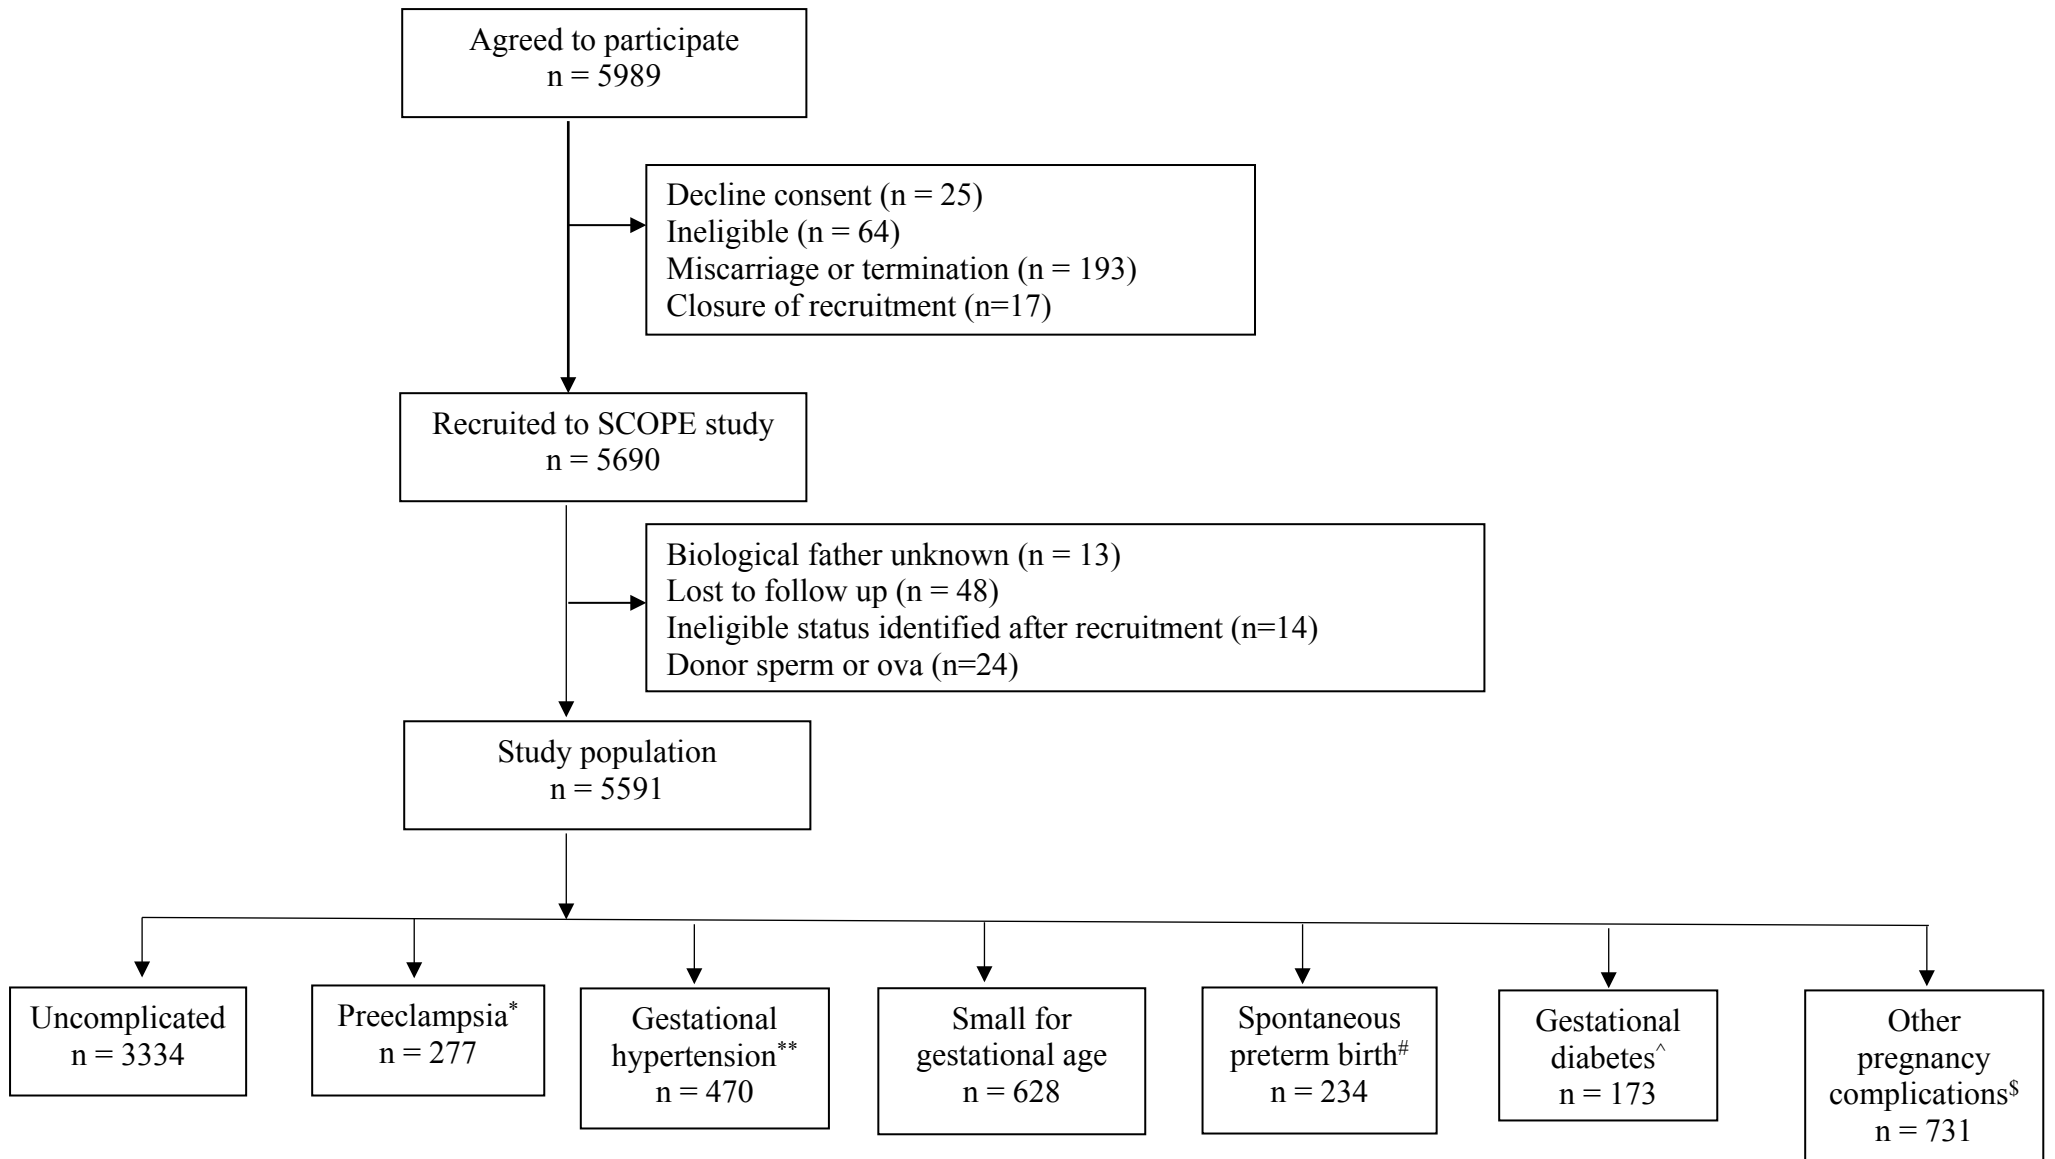 Agreed to participate
n = 5989
Decline consent (n = 25)
Ineligible (n = 64)
Miscarriage or termination (n = 193)
Closure of recruitment (n=17)
Recruited to SCOPE study
n = 5690
Biological father unknown (n = 13)
Lost to follow up (n = 48)
Ineligible status identified after recruitment (n=14)
Donor sperm or ova (n=24)
Study population
n = 5591
Uncomplicated
n = 3334
Preeclampsia*
n = 277
Gestational
hypertension**
n = 470
Small for
gestational age
n = 628
Spontaneous
preterm birth#
n = 234
Gestational
diabetes^
n = 173
Other
pregnancy
complications$
n = 731